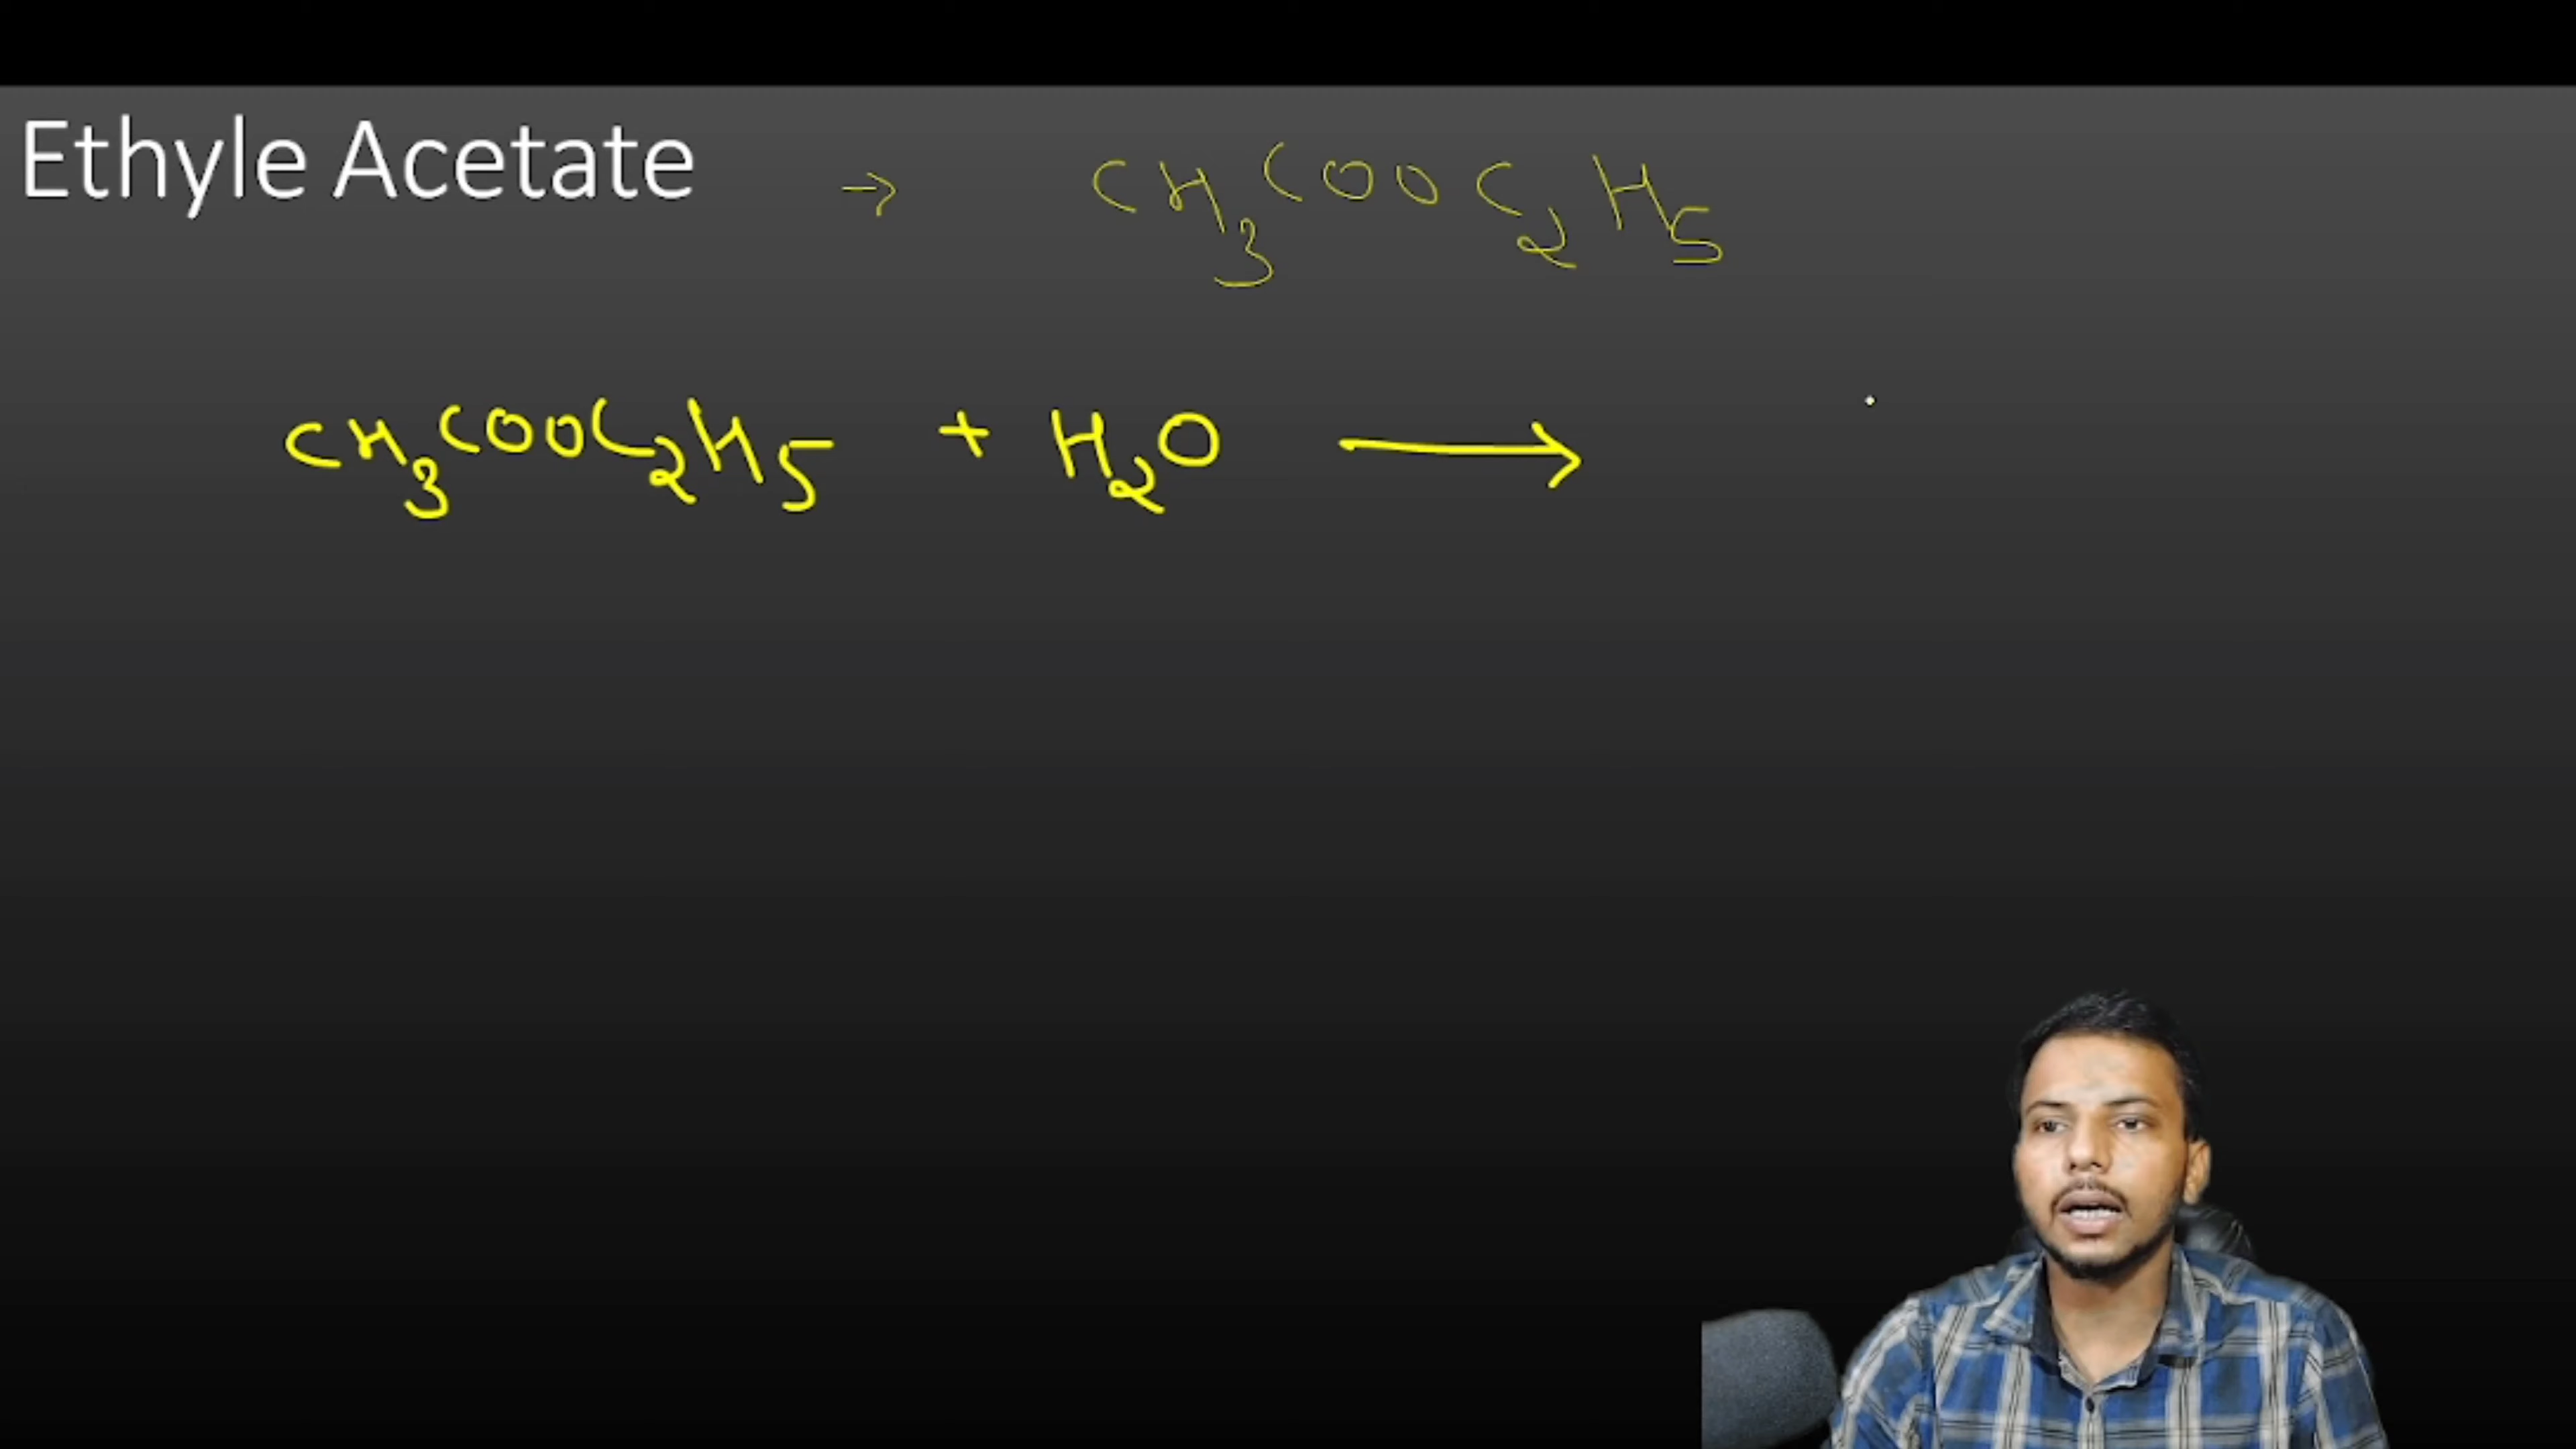 Ethyle Acetate → CH₃COOC₂H₅
CH₃COOC₂H₅ + H₂O ⟶